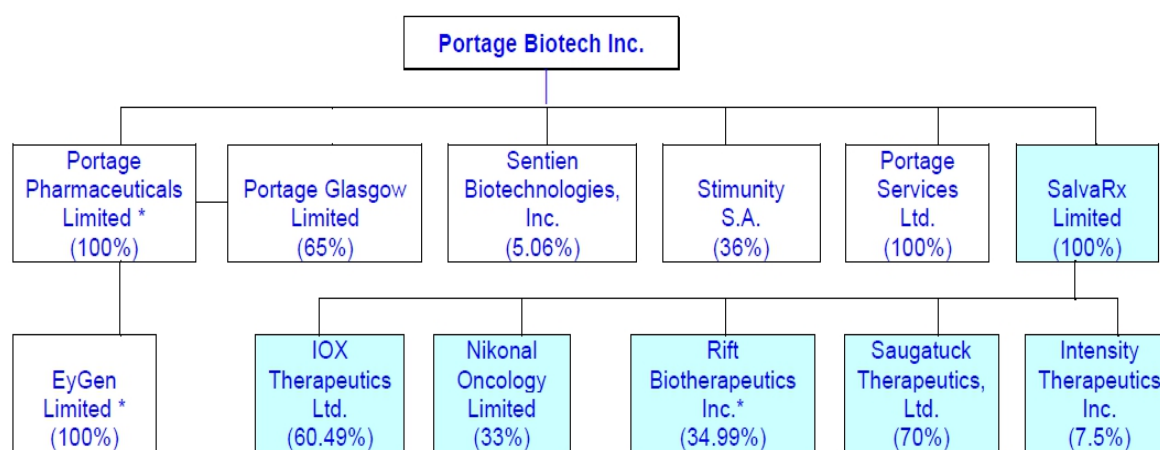 Portage Biotech Inc.
Portage
Pharmaceuticals
Limited *
(100%)
Portage Glasgow
Limited
(65%)
Sentien
Biotechnologies,
Inc.
(5.06%)
Stimunity
S.A.
(36%)
Portage
Services
Ltd.
(100%)
SalvaRx
Limited
(100%)
EyGen
Limited *
(100%)
IOX
Therapeutics
Ltd.
(60.49%)
Nikonal
Oncology
Limited
(33%)
Rift
Biotherapeutics
Inc.*
(34.99%)
Saugatuck
Therapeutics,
Ltd.
(70%)
Intensity
Therapeutics
Inc.
(7.5%)